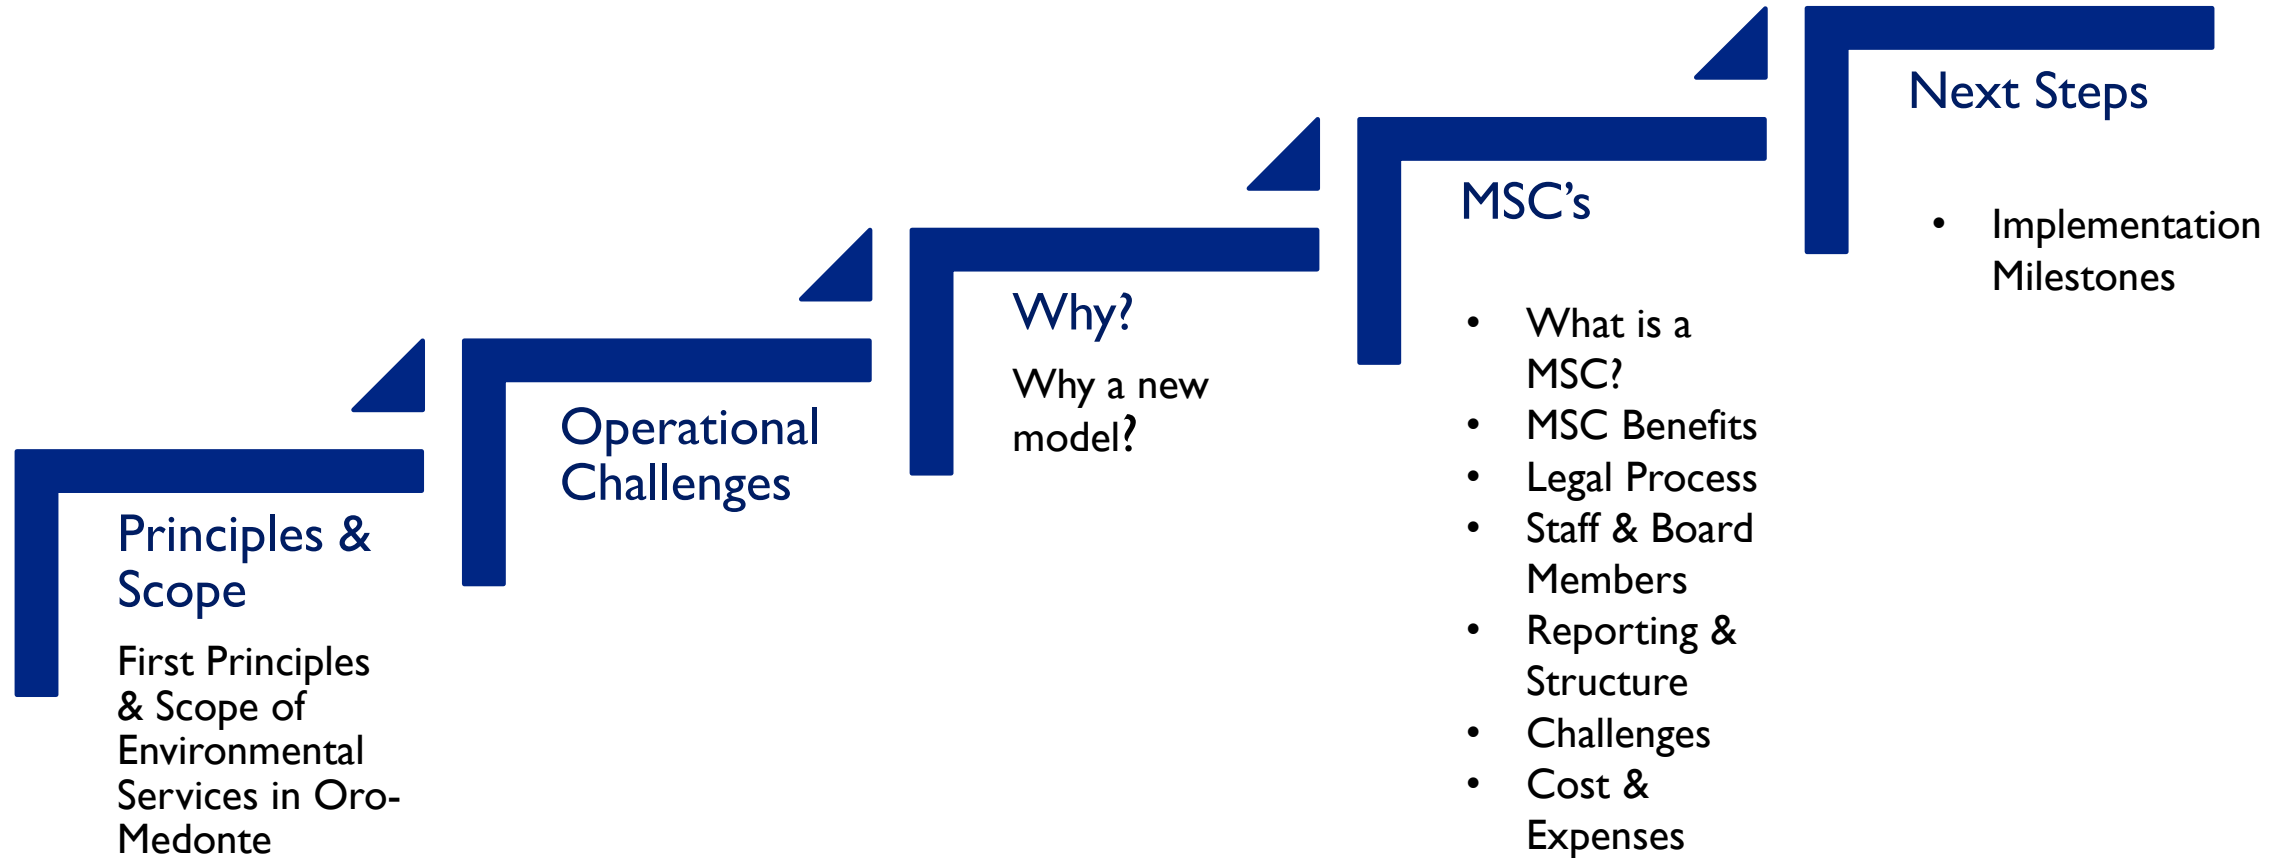 Principles &
Scope
First Principles
& Scope of
Environmental
Services in Oro-
Medonte
Operational
Challenges
Why?
Why a new
model?
MSC’s
• What is a
MSC?
• MSC Benefits
• Legal Process
• Staff & Board
Members
• Reporting &
Structure
• Challenges
• Cost &
Expenses
Next Steps
• Implementation
Milestones